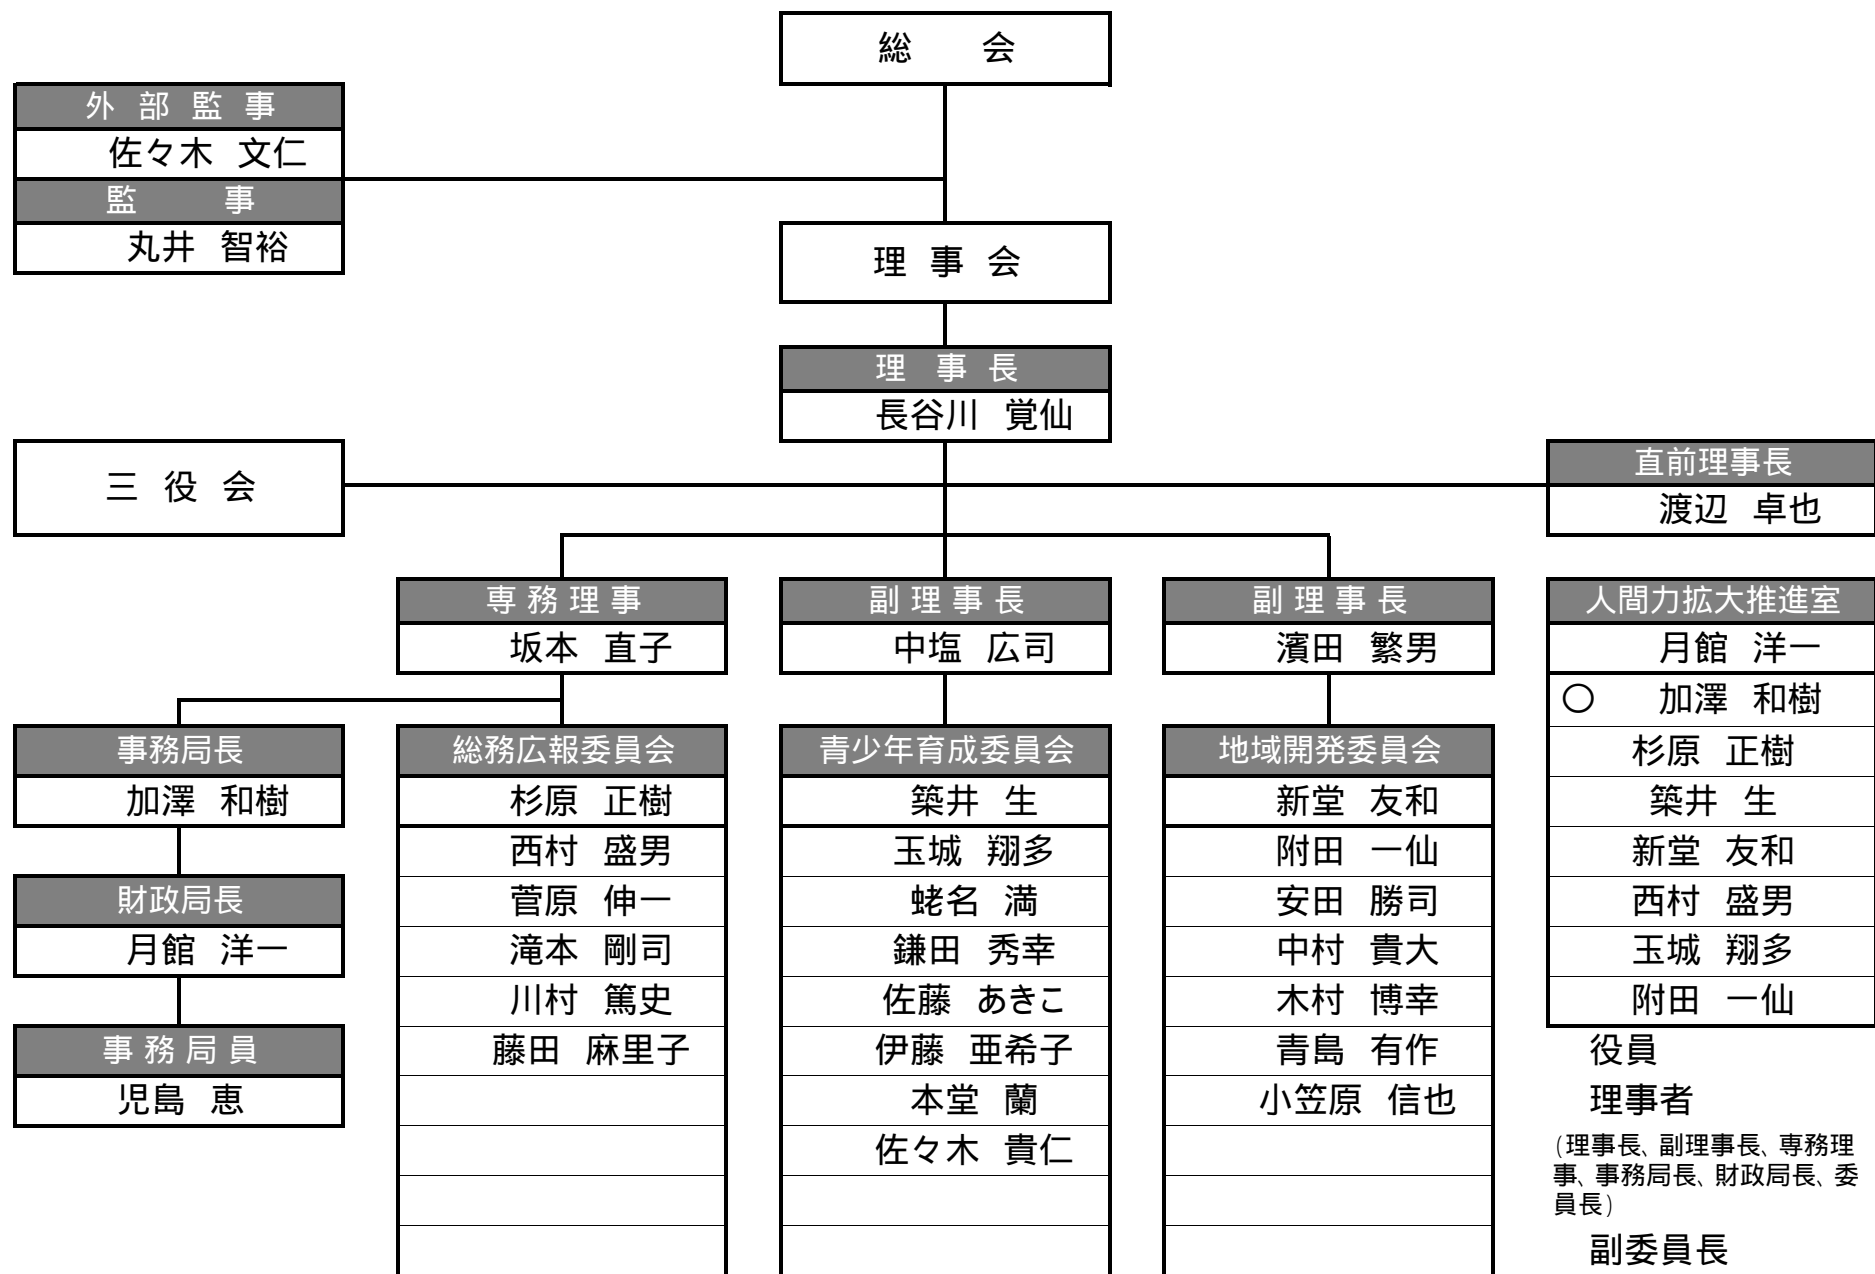 総 会
外部監事
佐々木 文仁
監 事
丸井 智裕
理事会
理事長
長谷川 覚仙
三役会
直前理事長
渡辺 卓也
専務理事
坂本 直子
副理事長
中塩 広司
副理事長
濱田 繁男
人間力拡大推進室
月館 洋一
○ 加澤 和樹
杉原 正樹
築井 生
新堂 友和
西村 盛男
玉城 翔多
附田 一仙
事務局長
加澤 和樹
財政局長
月館 洋一
事務局員
児島 恵
総務広報委員会
杉原 正樹
西村 盛男
菅原 伸一
滝本 剛司
川村 篤史
藤田 麻里子
青少年育成委員会
築井 生
玉城 翔多
蛯名 満
鎌田 秀幸
佐藤 あきこ
伊藤 亜希子
本堂 蘭
佐々木 貴仁
地域開発委員会
新堂 友和
附田 一仙
安田 勝司
中村 貴大
木村 博幸
青島 有作
小笠原 信也
役員
理事者
(理事長、副理事長、専務理
事、事務局長、財政局長、委
員長)
副委員長